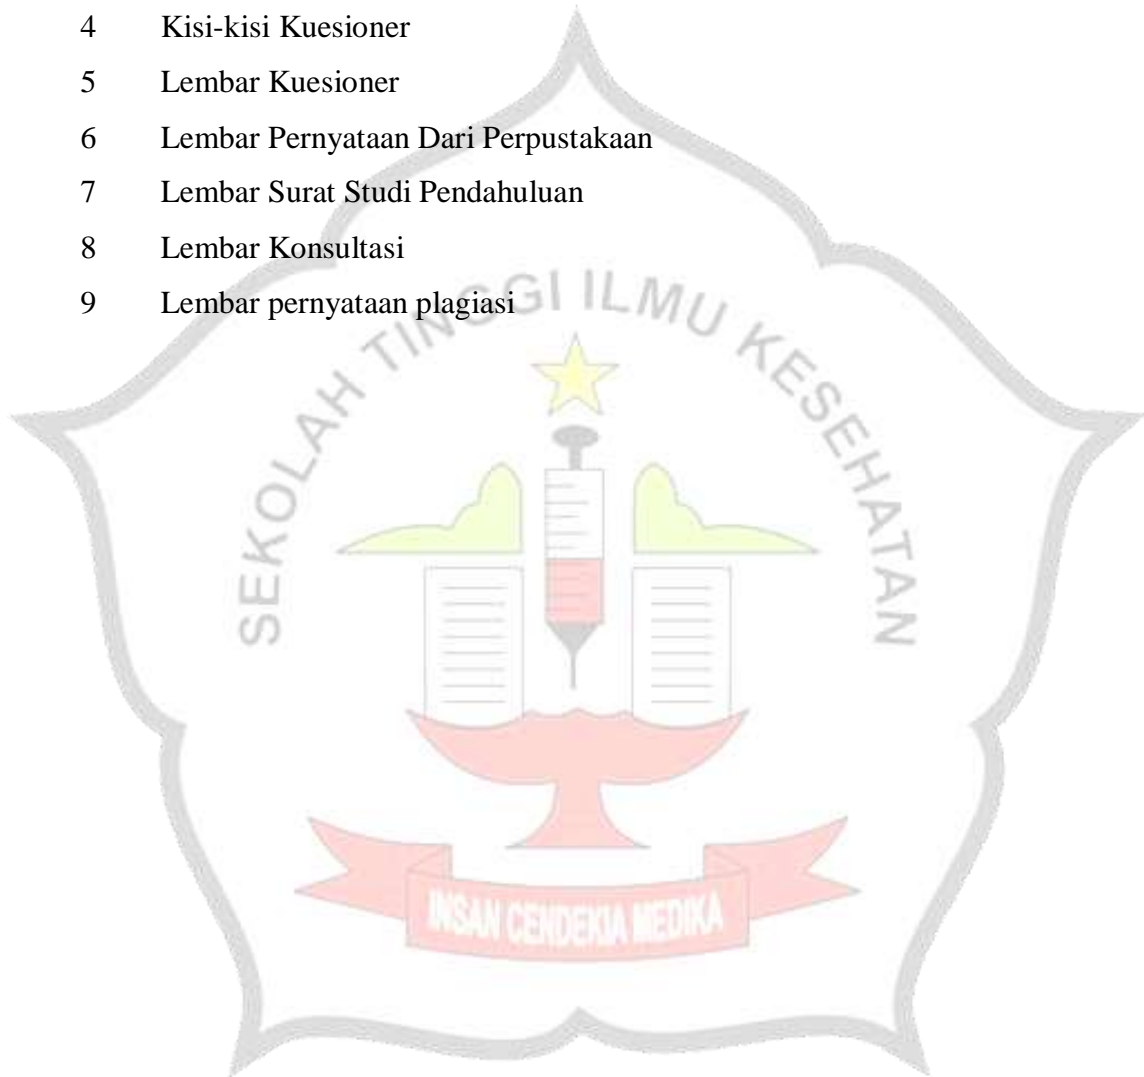 4 Kisi-kisi Kuesioner
5 Lembar Kuesioner
6 Lembar Pernyataan Dari Perpustakaan
7 Lembar Surat Studi Pendahuluan
8 Lembar Konsultasi
9 Lembar pernyataan plagiasi
SEKOLAH TINGGI ILMU KESEHATAN
INSAN CENDEKIA MEDIKA